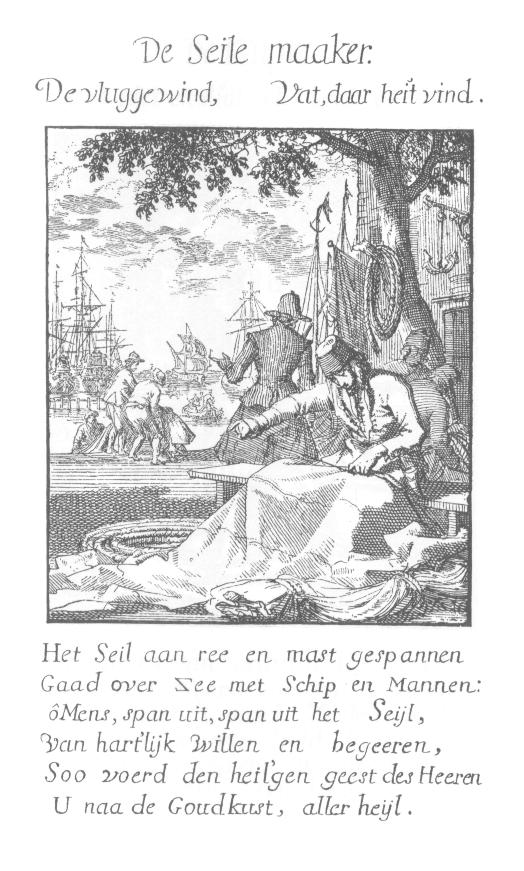 De Seile maaker.
De vlugge wind, Vat, daar hei't vind.
Het Seil aan ree en mast gespannen
Gaad over Zee met Schip en Mannen:
ô Mens, span uit, span uit het Seijl,
Van hart'lijk Willen en begeeren,
Soo voerd den heil'gen geest des Heeren
U naa de Goudkust, aller heijl.